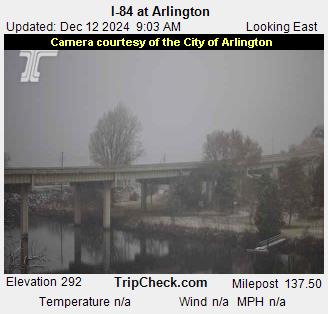 I-84 at Arlington
Updated: Dec 12 2024 9:03 AM Looking East
Camera courtesy of the City of Arlington
Elevation 292 TripCheck.com Milepost 137.50
Temperature n/a Wind n/a MPH n/a